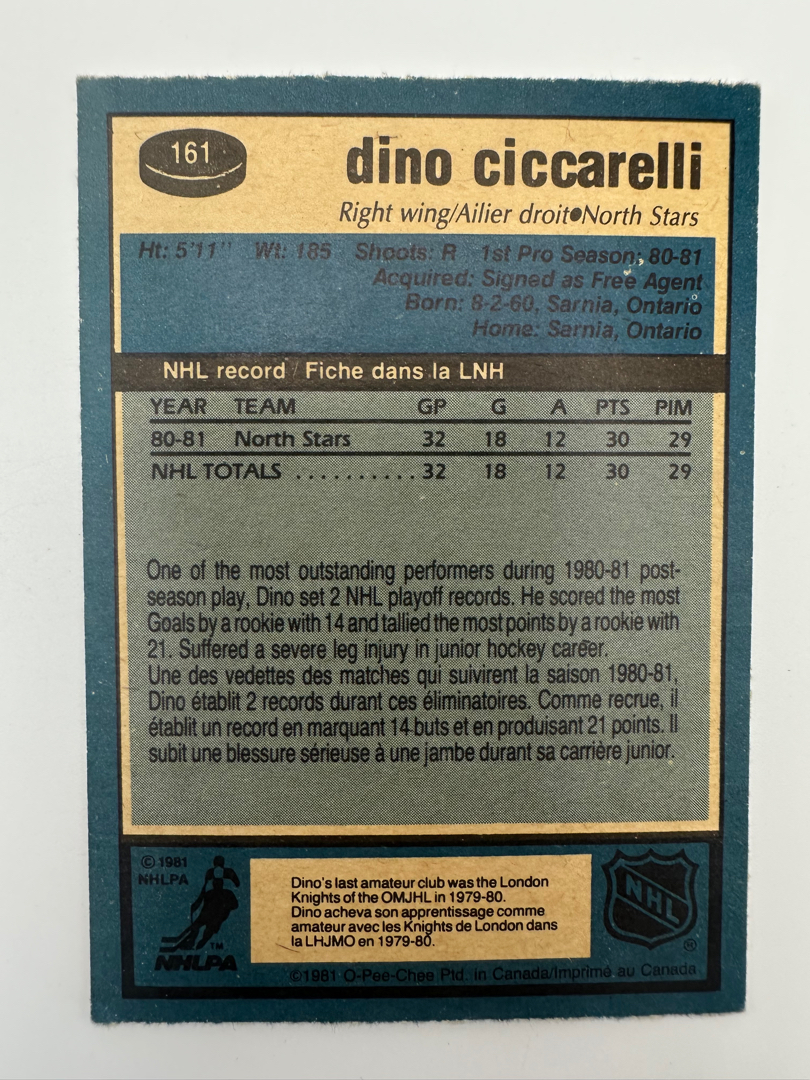 161
dino ciccarelli
Right wing/Ailier droit•North Stars
Ht: 5'11" Wt: 185 Shoots: R 1st Pro Season: 80-81
Acquired: Signed as Free Agent
Born: 8-2-60, Sarnia, Ontario
Home: Sarnia, Ontario
NHL record / Fiche dans la LNH
YEAR TEAM GP G A PTS PIM
80-81 North Stars 32 18 12 30 29
NHL TOTALS .......... 32 18 12 30 29
One of the most outstanding performers during 1980-81 post-
season play, Dino set 2 NHL playoff records. He scored the most
Goals by a rookie with 14 and tallied the most points by a rookie with
21. Suffered a severe leg injury in junior hockey career.
Une des vedettes des matches qui suivirent la saison 1980-81,
Dino établit 2 records durant ces éliminatoires. Comme recrue, il
établit un record en marquant 14 buts et en produisant 21 points. Il
subit une blessure sérieuse à une jambe durant sa carrière junior.
© 1981
NHLPA
TM
NHLPA
Dino's last amateur club was the London
Knights of the OMJHL in 1979-80.
Dino acheva son apprentissage comme
amateur avec les Knights de London dans
la LHJMO en 1979-80.
NHL
®
©1981 O-Pee-Chee Ptd. in Canada/Imprimé au Canada